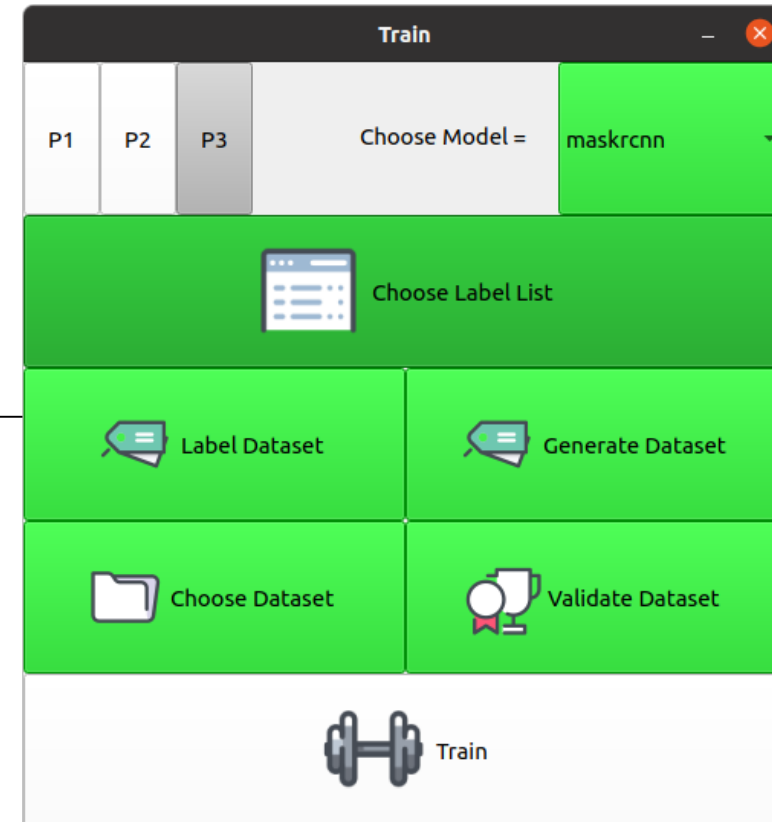 Train
P1 P2 P3 Choose Model = maskrcnn
Choose Label List
Label Dataset Generate Dataset
Choose Dataset Validate Dataset
Train